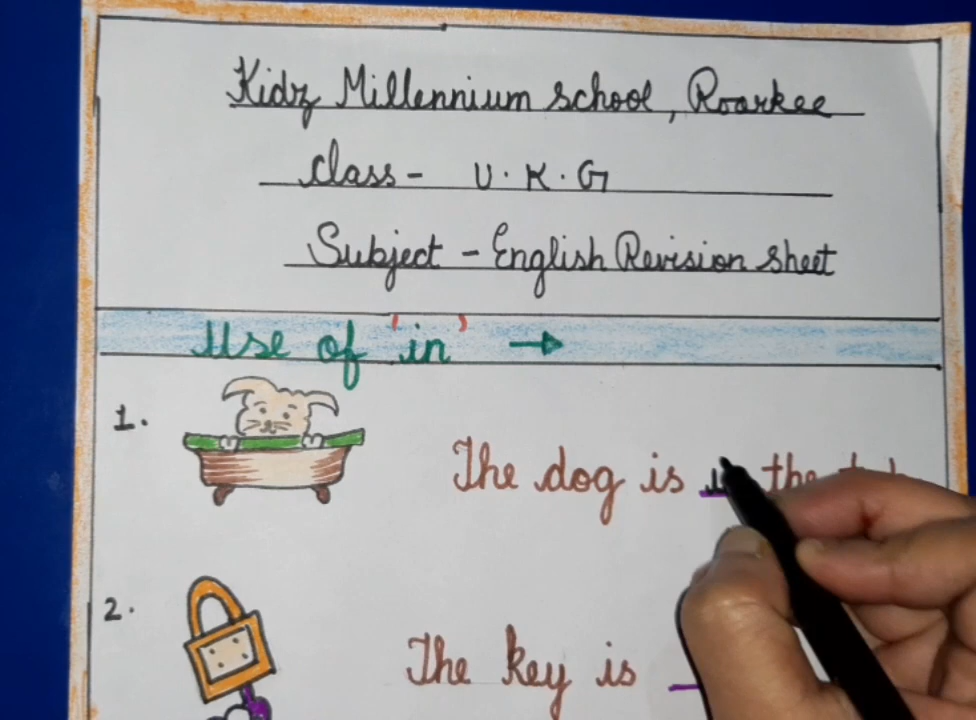 Kidz Millennium School, Roorkee
Class- U.K.G
Subject - English Revision Sheet
Use of 'in' →
1.
The dog is the
2.
The key is